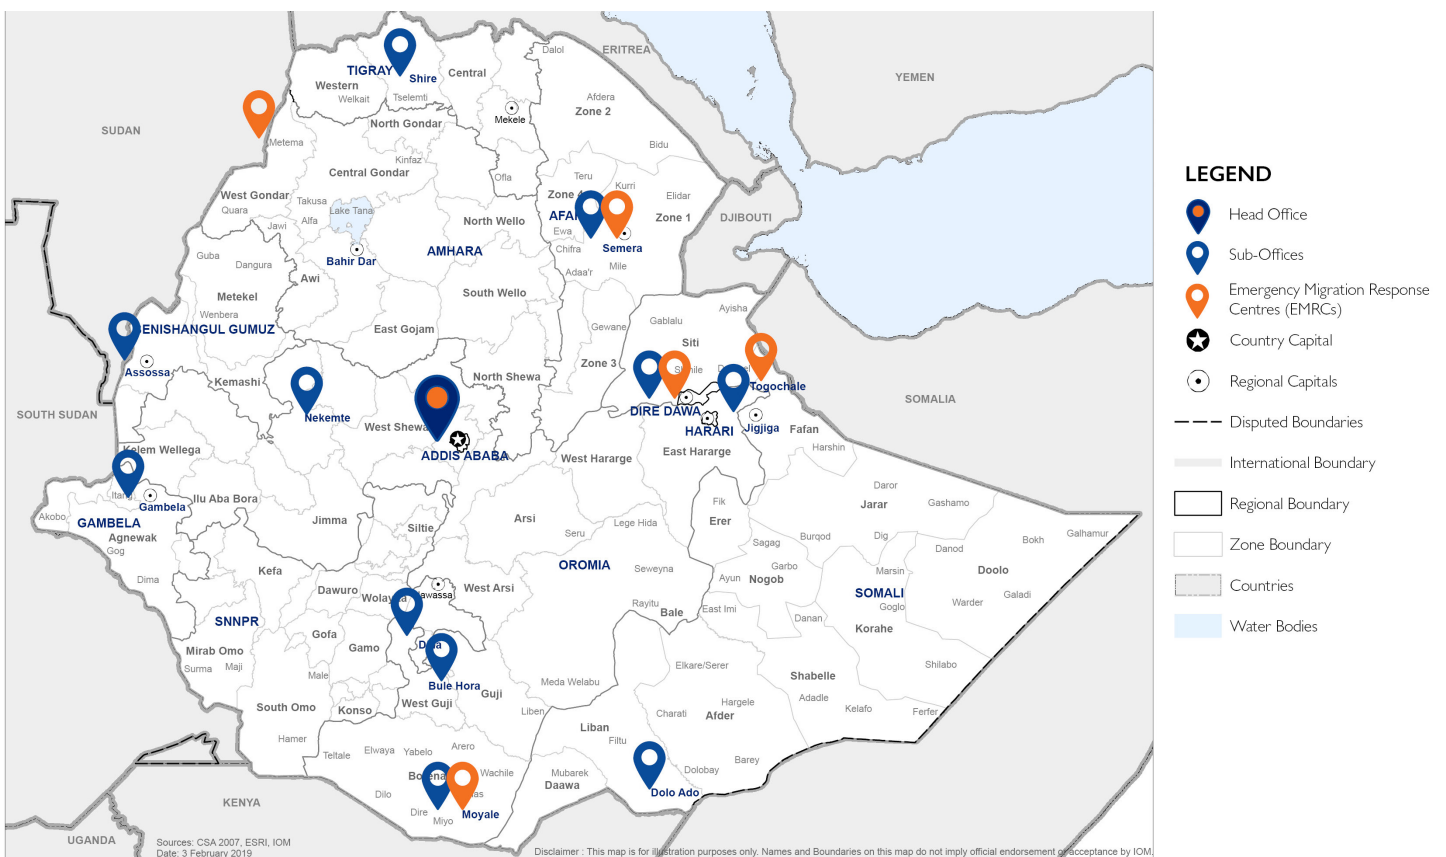 ERITREA
YEMEN
SUDAN
DJIBOUTI
SOMALIA
SOUTH SUDAN
KENYA
UGANDA
TIGRAY
Shire
Western
Welkait
Tselemti
Central
Mekele
Dalol
Afdera
Zone 2
Bidu
North Gondar
Metema
Kinfaz
Central Gondar
Ofla
Teru
Kurri
Elidar
Zone 1
Ewa
Semera
Chifra
Adaa'r
Mile
West Gondar
Quara
Takusa
Alfa
Jawi
Lake Tana
Bahir Dar
North Wello
AMHARA
Guba
Dangura
Awi
Metekel
Wenbera
South Wello
East Gojam
ENISHANGUL GUMUZ
Assossa
Kemashi
Nekemte
North Shewa
West Shewa
ADDIS ABABA
Gewane
Zone 3
Ayisha
Gablalu
Siti
Togochale
DIRE DAWA
HARARI
Jigjiga
Fafan
Harshin
West Hararge
East Hararge
Kelem Wellega
Itang
Gambela
GAMBELA
Akobo
Agnewak
Gog
Dima
Ilu Aba Bora
Jimma
Siltie
Arsi
Seru
Lege Hida
Fik
Erer
Daror
Jarar
Gashamo
Galhamur
Kefa
Dawuro
West Arsi
OROMIA
Seweyna
Rayitu
Bale
Sagag
Burqod
Dig
Garbo
Ayun
Nogob
East Imi
Danan
Marsin
SOMALI
Goglo
Korahe
Danod
Bokh
Doolo
Galadi
Warder
Shilabo
SNNPR
Mirab Omo
Surma
Maji
Gofa
Gamo
Male
Bule Hora
Guji
West Guji
Konso
South Omo
Hamer
Meda Welabu
Liben
Elkare/Serer
Shabelle
Hargele
Afder
Charati
Adadle
Kelafo
Ferfer
Liban
Filtu
Dolobay
Barey
Dolo Ado
Mubarek
Daawa
Teltale
Elwaya
Yabelo
Arero
Wachile
Dilo
Dire
Miyo
Moyale
Sources: CSA 2007, ESRI, IOM
Date: 3 February 2019
Disclaimer : This map is for illustration purposes only. Names and Boundaries on this map do not imply official endorsement or acceptance by IOM.
LEGEND
Head Office
Sub-Offices
Emergency Migration Response
Centres (EMRCs)
Country Capital
Regional Capitals
Disputed Boundaries
International Boundary
Regional Boundary
Zone Boundary
Countries
Water Bodies